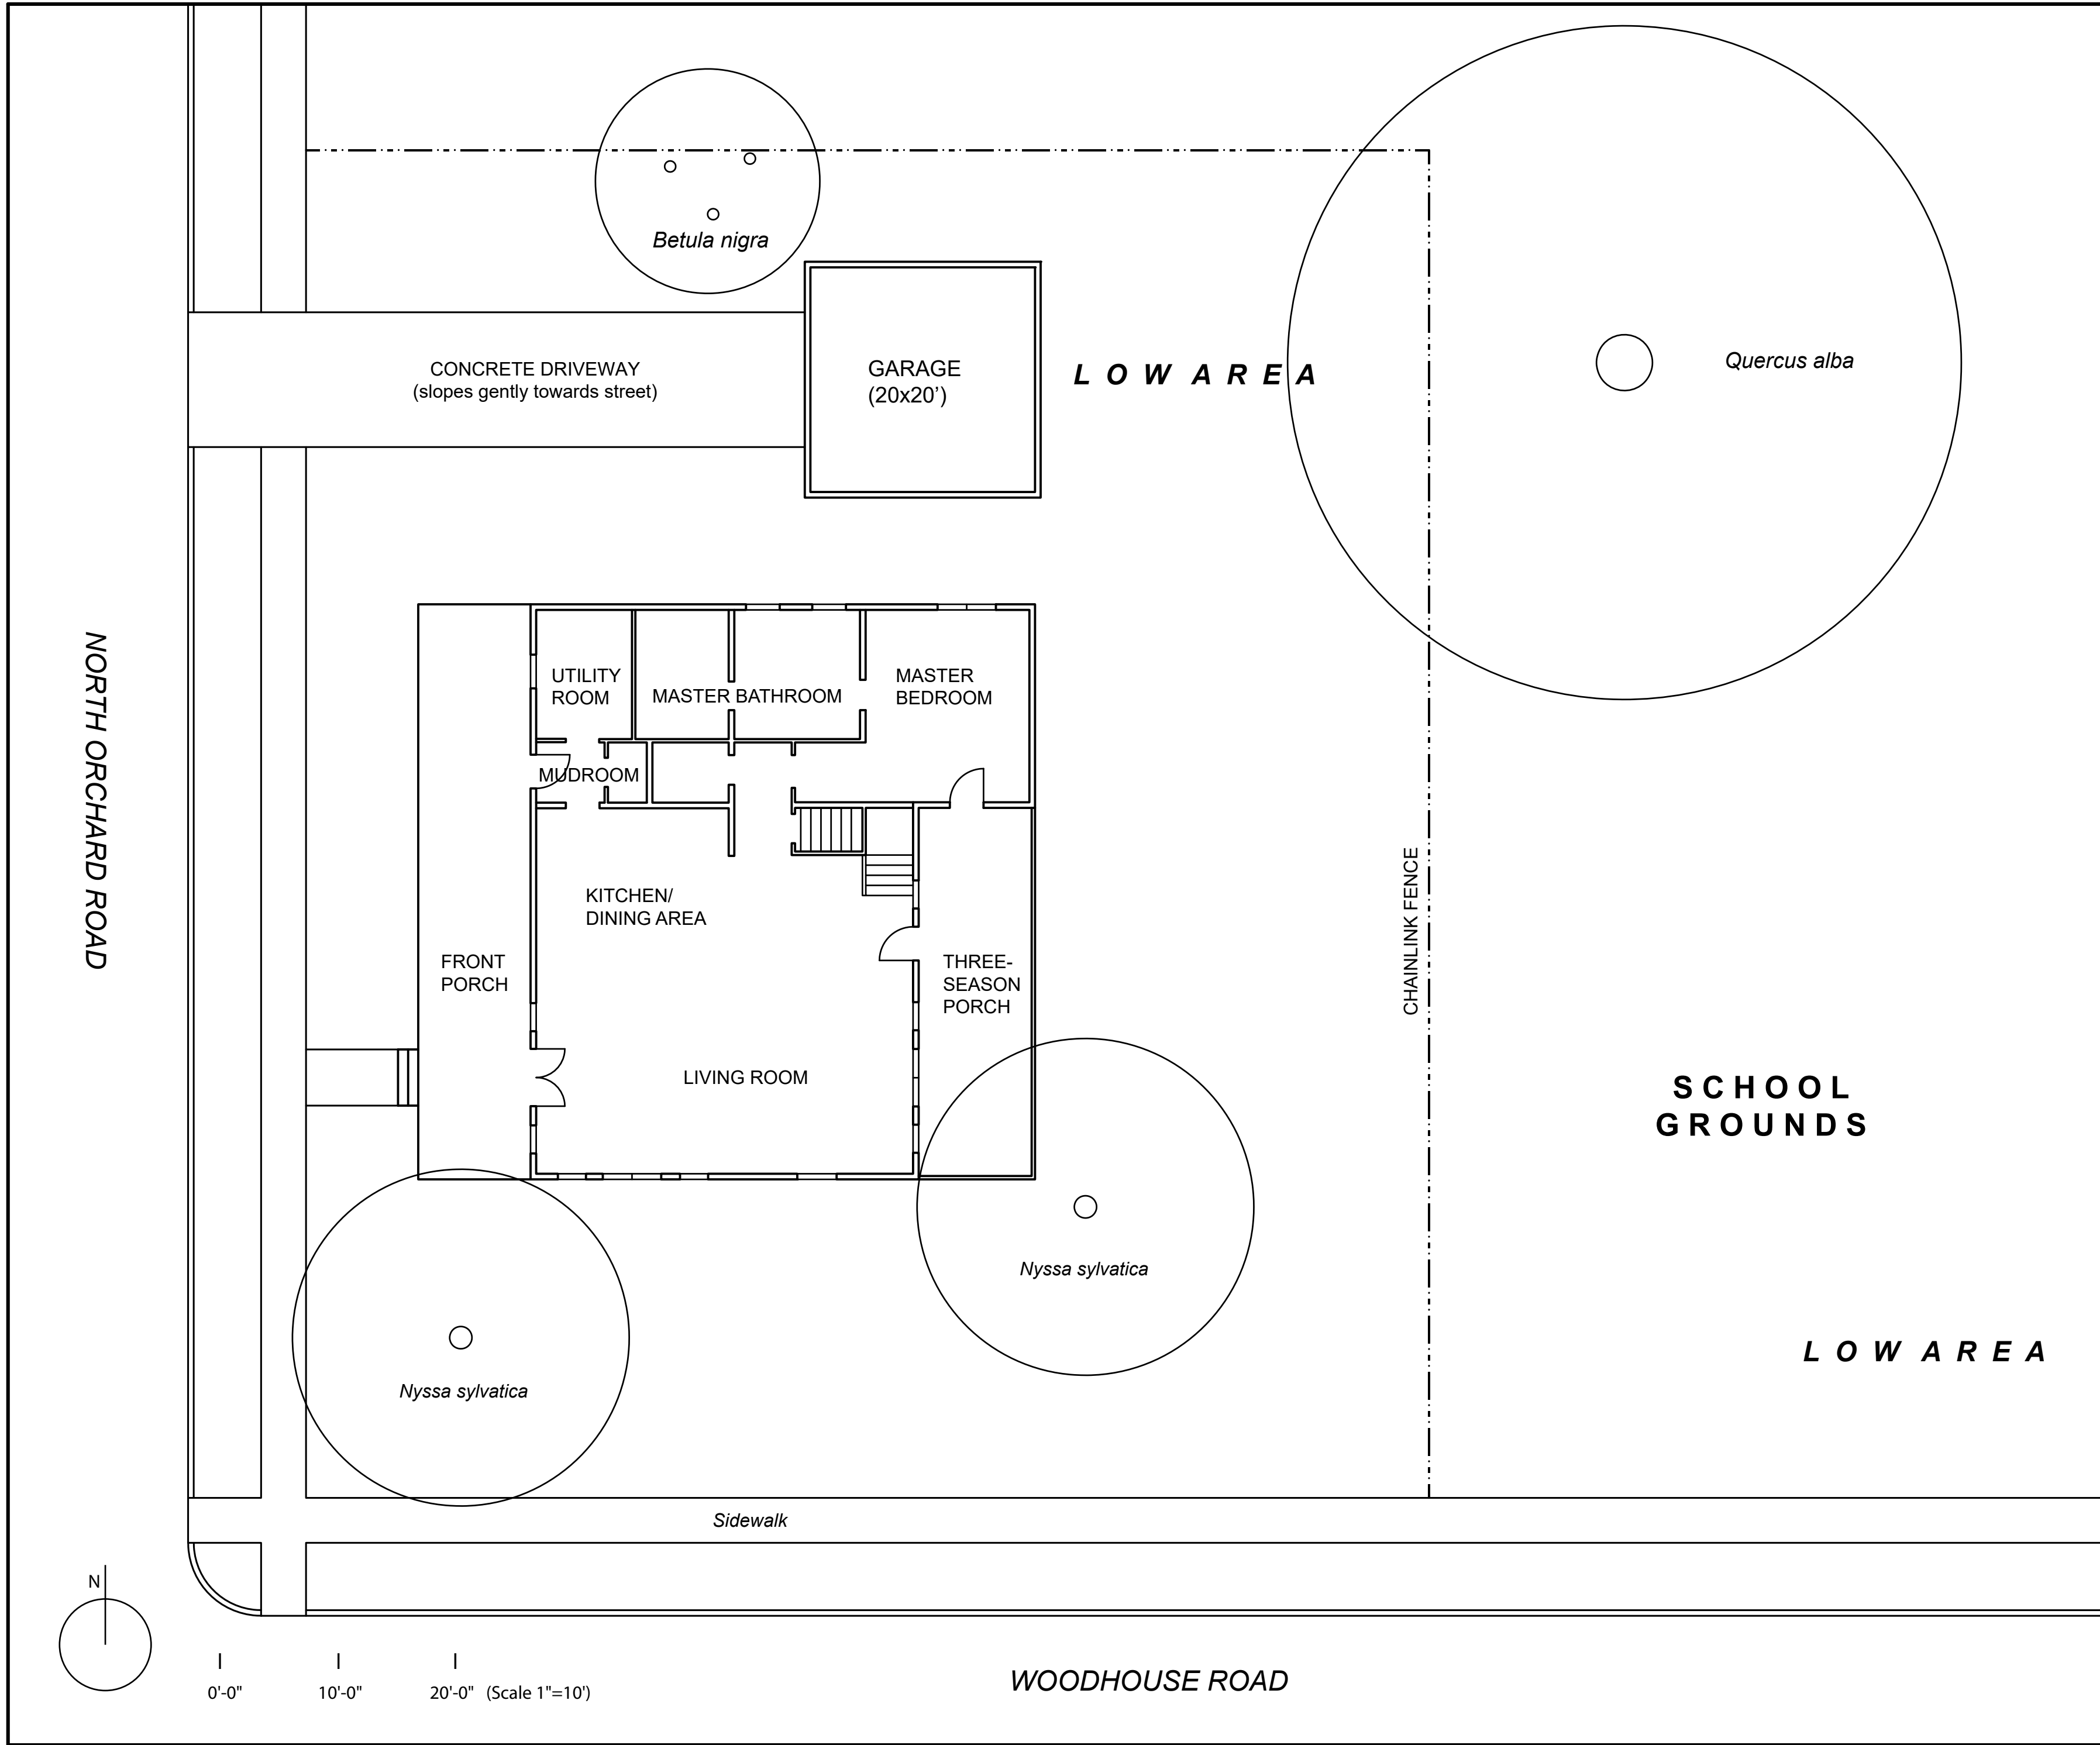 Betula nigra
CONCRETE DRIVEWAY
(slopes gently towards street)
GARAGE
(20x20’)
LOW AREA
Quercus alba
NORTH ORCHARD ROAD
UTILITY
ROOM
MASTER BATHROOM
MASTER
BEDROOM
MUDROOM
KITCHEN/
DINING AREA
FRONT
PORCH
THREE-
SEASON
PORCH
CHAINLINK FENCE
LIVING ROOM
SCHOOL
GROUNDS
Nyssa sylvatica
Nyssa sylvatica
LOW AREA
Sidewalk
N
0'-0"
10'-0"
20'-0" (Scale 1"=10')
WOODHOUSE ROAD